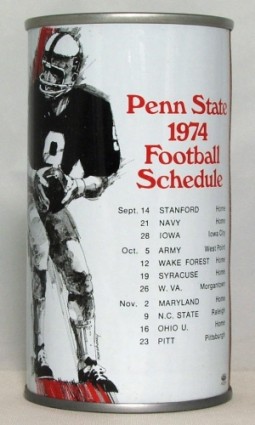 Penn State
1974
Football
Schedule
Sept. 14 STANFORD Home
21 NAVY Home
28 IOWA Iowa City
Oct. 5 ARMY West Point
12 WAKE FOREST Home
19 SYRACUSE Home
26 W. VA. Morgantown
Nov. 2 MARYLAND Home
9 N.C. STATE Raleigh
16 OHIO U. Home
23 PITT Pittsburgh